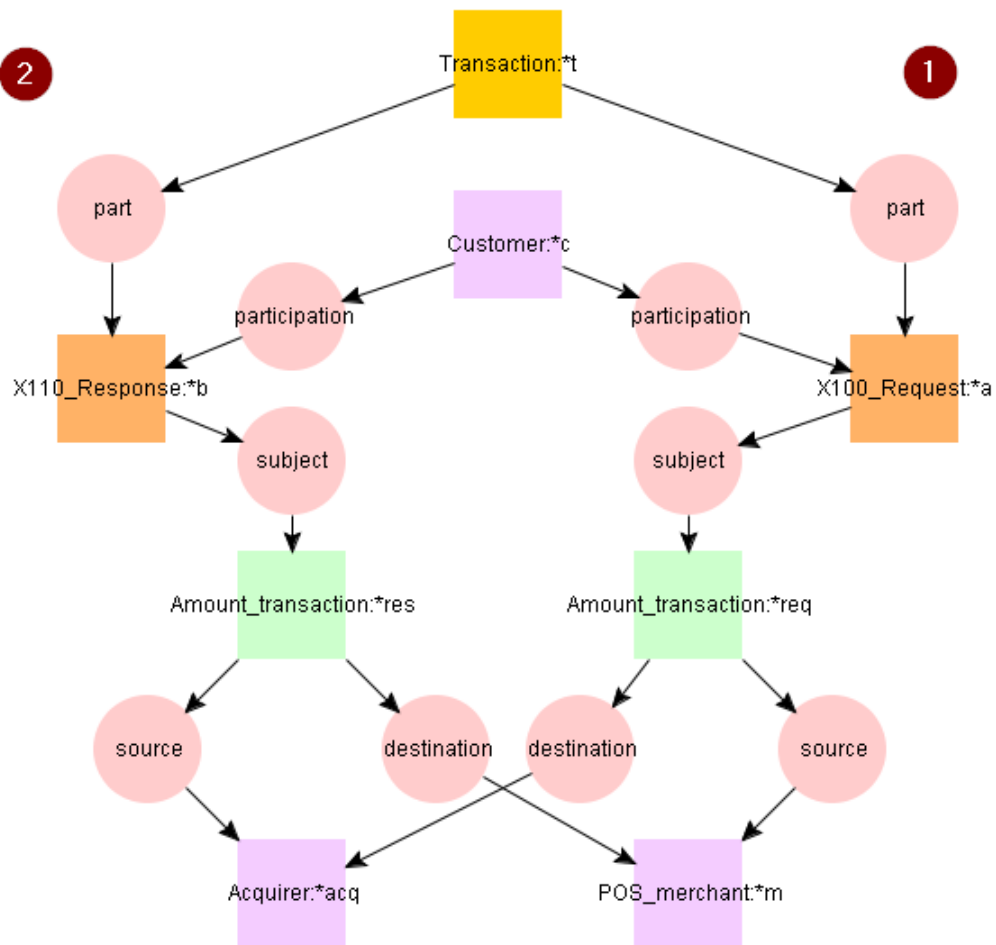 Transaction:*t
2
1
part
part
Customer:*c
participation
participation
X110_Response:*b
X100_Request:*a
subject
subject
Amount_transaction:*res
Amount_transaction:*req
source
destination
destination
source
Acquirer:*acq
POS_merchant:*m